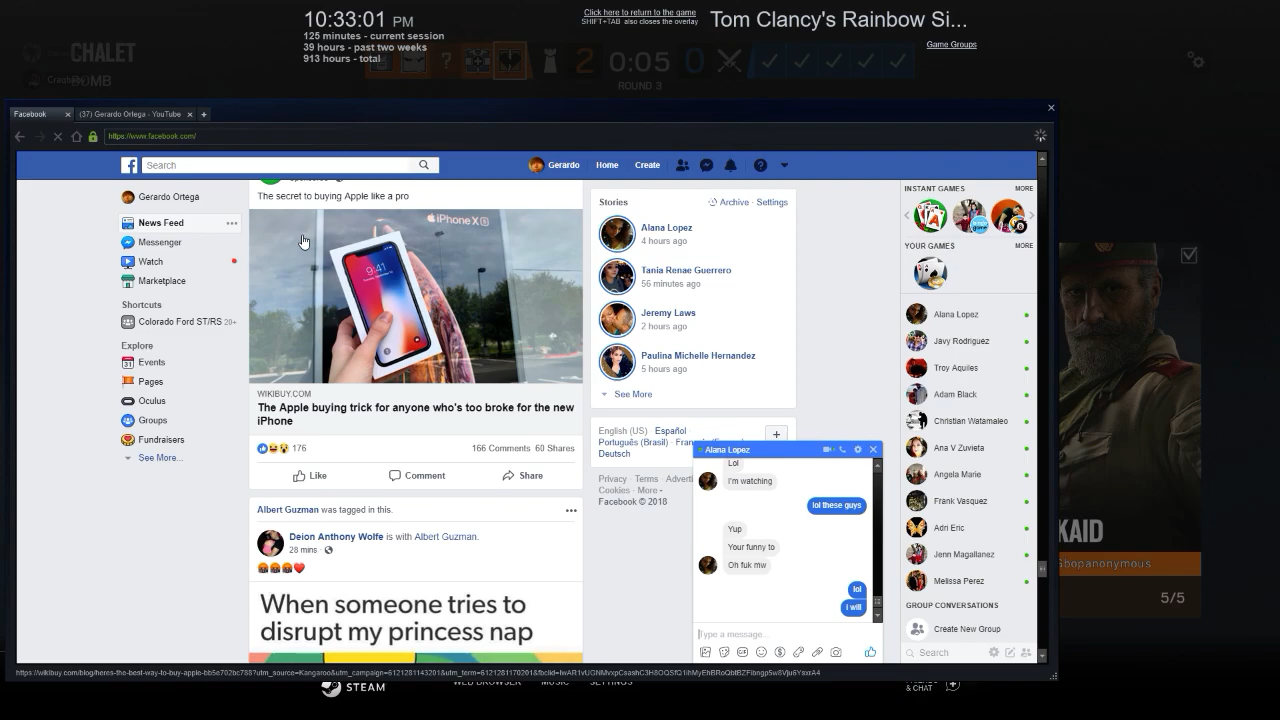 10:33:01 PM
125 minutes - current session
39 hours - past two weeks
913 hours - total
Click here to return to the game
SHIFT+TAB also closes the overlay
Tom Clancy's Rainbow Si...
Game Groups
CHALET
BOMB
2 0:05 0
ROUND 3
Facebook
(37) Gerardo Ortega - YouTube
https://www.facebook.com/
Search
Gerardo
Home
Create
Gerardo Ortega
News Feed
Messenger
Watch
Marketplace
Shortcuts
Colorado Ford ST/RS 20+
Explore
Events
Pages
Oculus
Groups
Fundraisers
See More...
The secret to buying Apple like a pro
iPhone XS
9:41
WIKIBUY.COM
The Apple buying trick for anyone who's too broke for the new
iPhone
176
166 Comments 60 Shares
Like
Comment
Share
Albert Guzman was tagged in this.
Deion Anthony Wolfe is with Albert Guzman.
28 mins
When someone tries to
disrupt my princess nap
Stories
Archive · Settings
Alana Lopez
4 hours ago
Tania Renae Guerrero
56 minutes ago
Jeremy Laws
2 hours ago
Paulina Michelle Hernandez
5 hours ago
See More
English (US) · Español
Português (Brasil)
Deutsch
Privacy · Terms
Cookies · More
Facebook © 2018
Alana Lopez
Lol
I'm watching
lol these guys
Yup
Your funny to
Oh fuk mw
lol
i will
Type a message...
INSTANT GAMES MORE
YOUR GAMES MORE
Alana Lopez
Javy Rodriguez
Troy Aquiles
Adam Black
Christian Watamaleo
Ana V Zuvieta
Angela Marie
Frank Vasquez
Adri Eric
Jenn Magallanez
Melissa Perez
GROUP CONVERSATIONS
Create New Group
Search
KAID
5/5
STEAM
WEB BROWSER
MUSIC
SETTINGS
& CHAT